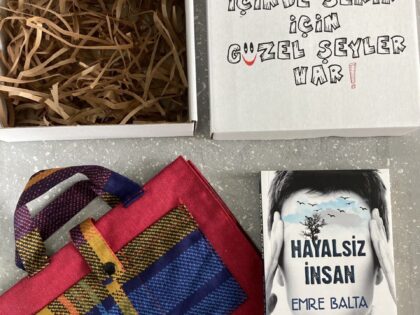 İÇİNDE SENİN
İÇİN
GÜZEL ŞEYLER
VAR!
HAYALSİZ
İNSAN
EMRE BALTA